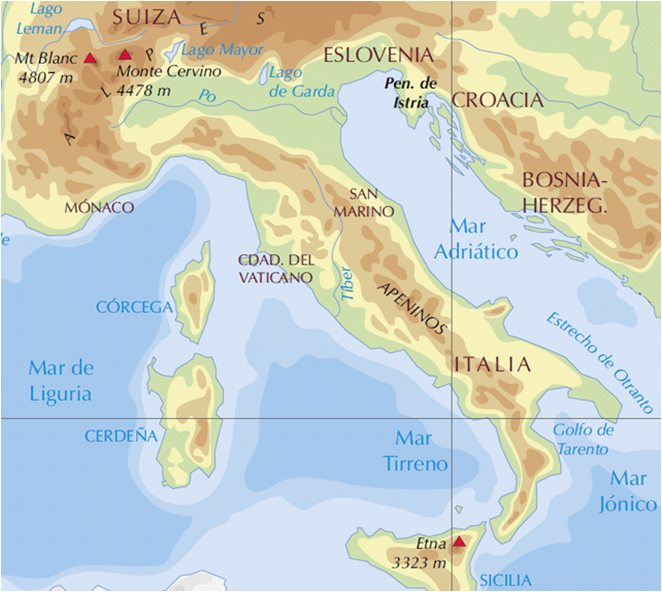 Lago
Leman
SUIZA
ALPES
Mt Blanc
4807 m
Monte Cervino
4478 m
Lago Mayor
Lago
de Garda
Po
ESLOVENIA
Pen. de
Istria
CROACIA
BOSNIA-
HERZEG.
MÓNACO
SAN
MARINO
Mar
Adriático
CDAD. DEL
VATICANO
Tíber
APENINOS
CÓRCEGA
Estrecho de Otranto
Mar de
Liguria
ITALIA
CERDEÑA
Mar
Tirreno
Golfo de
Tarento
Mar
Jónico
Etna
3323 m
SICILIA